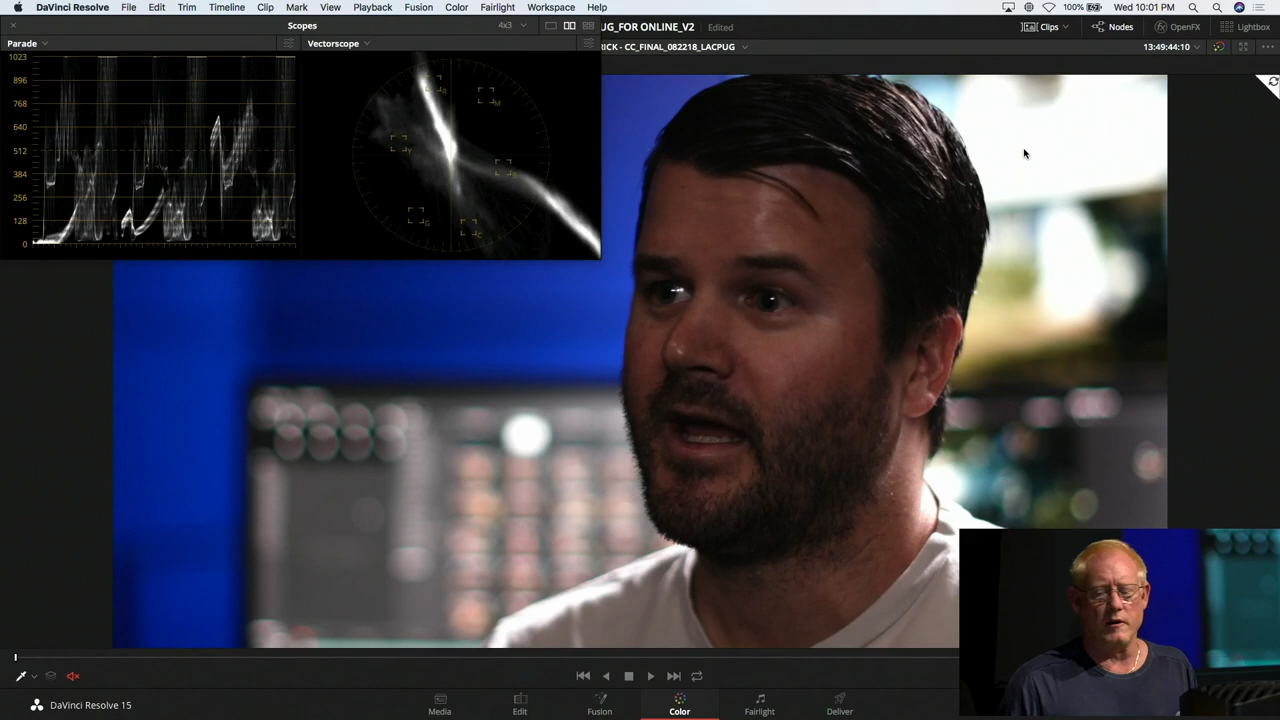 DaVinci Resolve File Edit Trim Timeline Clip Mark View Playback Fusion Color Fairlight Workspace Help 100% Wed 10:01 PM
Scopes 4x3 UG_FOR ONLINE_V2 Edited Clips Nodes OpenFX Lightbox
Parade Vectorscope RICK - CC_FINAL_082218_LACPUG 13:49:44:10
1023
896
768
640
512
384
256
128
0
R
M
Y
B
G
C
DaVinci Resolve 15 Media Edit Fusion Color Fairlight Deliver